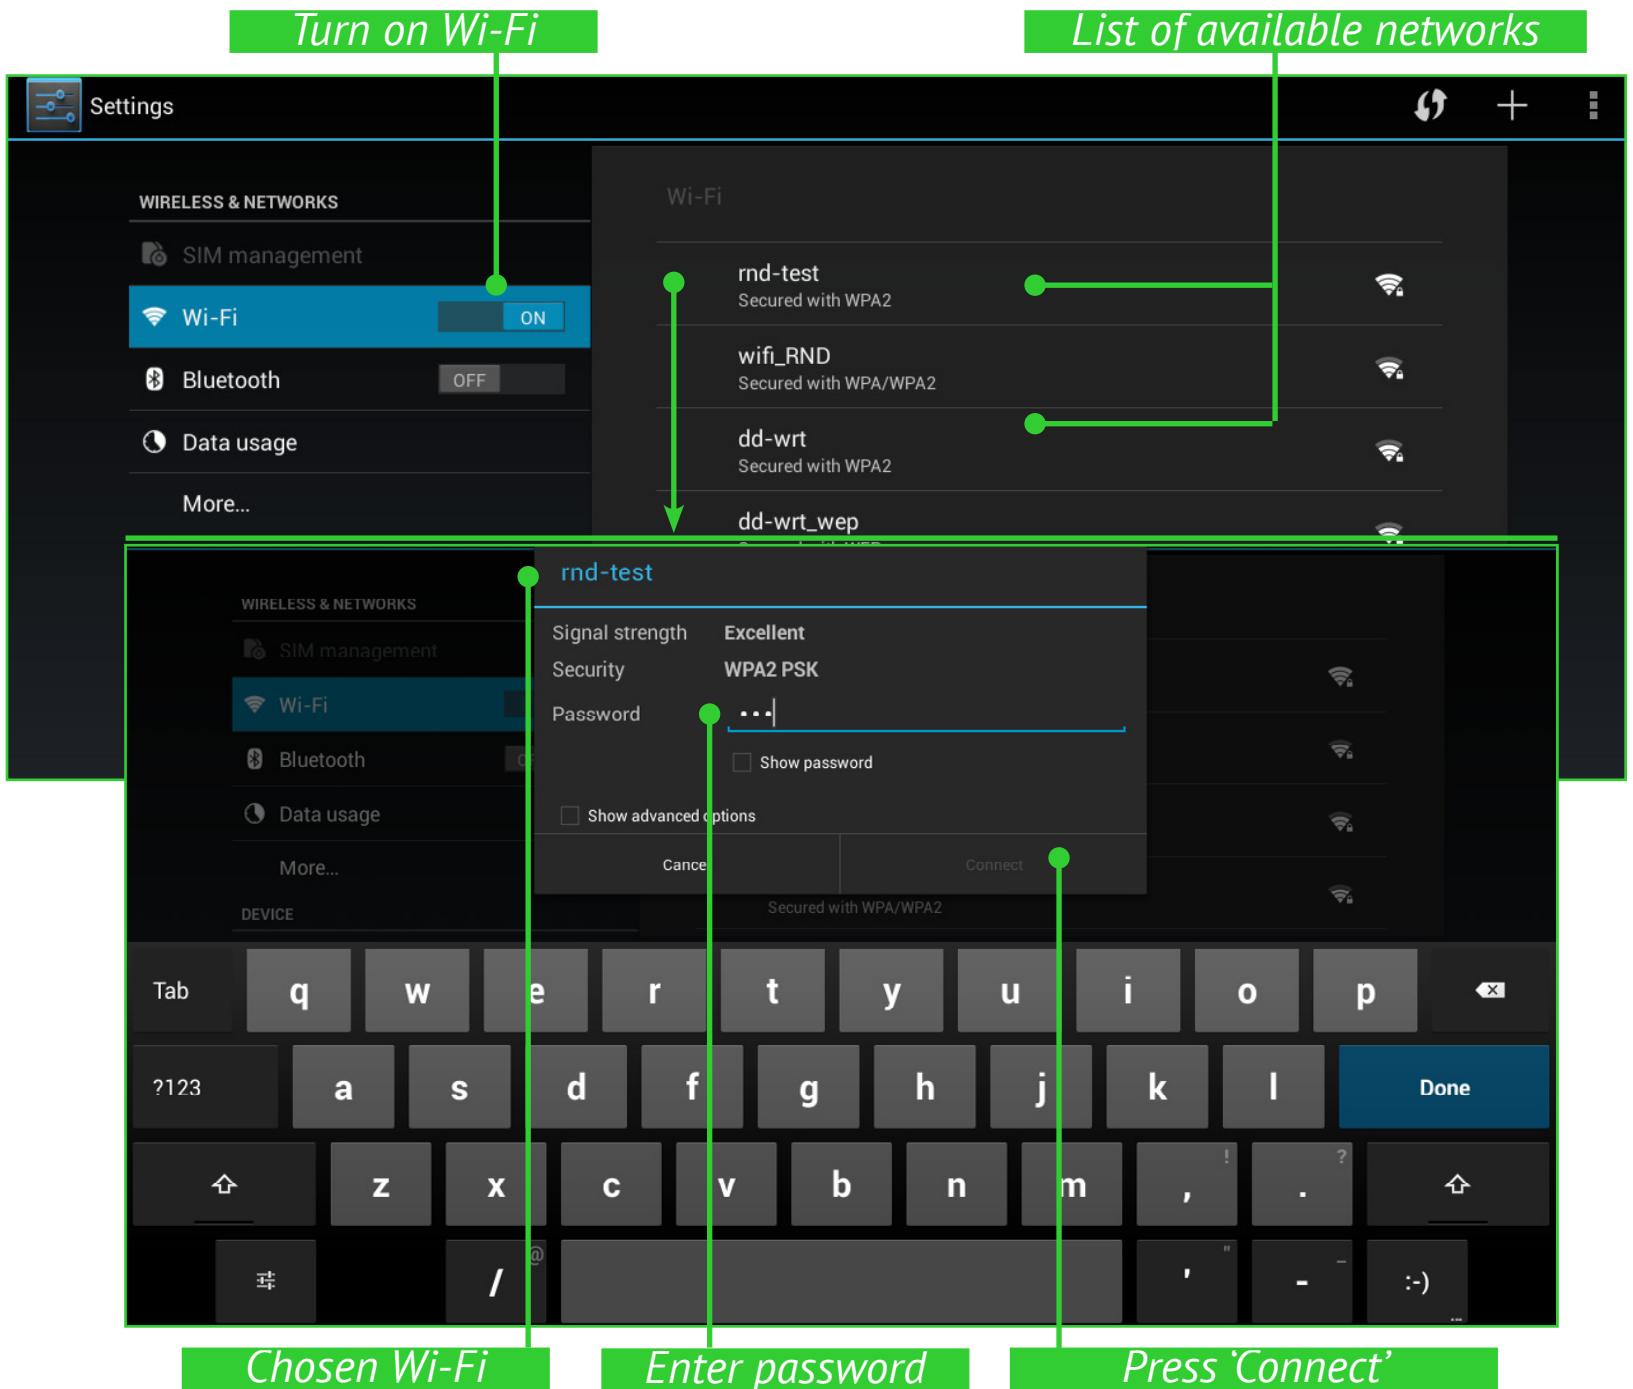 Turn on Wi-Fi
List of available networks
Settings
WIRELESS & NETWORKS
SIM management
Wi-Fi
ON
Bluetooth
OFF
Data usage
More...
Wi-Fi
rnd-test
Secured with WPA2
wifi_RND
Secured with WPA/WPA2
dd-wrt
Secured with WPA2
dd-wrt_wep
WIRELESS & NETWORKS
SIM management
Wi-Fi
Bluetooth
Data usage
More...
DEVICE
rnd-test
Signal strength Excellent
Security WPA2 PSK
Password •••
Show password
Show advanced options
Cancel
Connect
Secured with WPA/WPA2
Tab q w e r t y u i o p
?123 a s d f g h j k l Done
z x c v b n m , ! . ?
/ @ ' " - _ :-) ...
Chosen Wi-Fi
Enter password
Press ‘Connect’